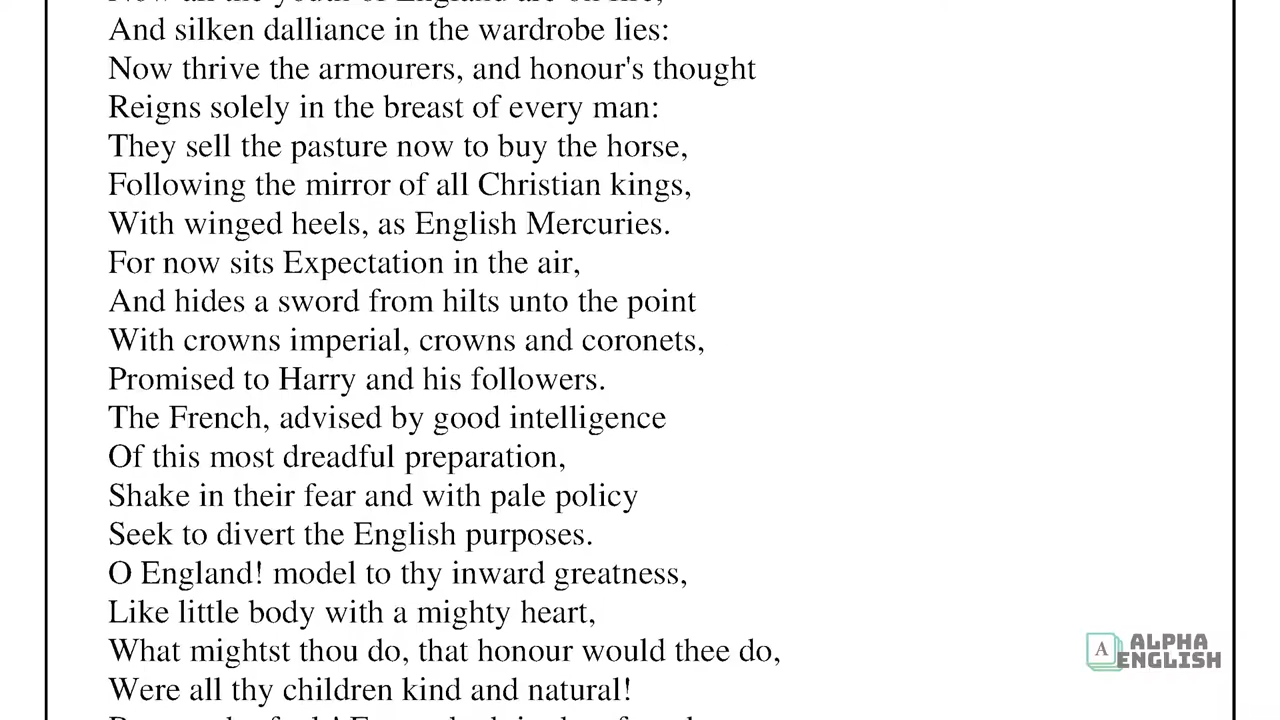 And silken dalliance in the wardrobe lies:
Now thrive the armourers, and honour's thought
Reigns solely in the breast of every man:
They sell the pasture now to buy the horse,
Following the mirror of all Christian kings,
With winged heels, as English Mercuries.
For now sits Expectation in the air,
And hides a sword from hilts unto the point
With crowns imperial, crowns and coronets,
Promised to Harry and his followers.
The French, advised by good intelligence
Of this most dreadful preparation,
Shake in their fear and with pale policy
Seek to divert the English purposes.
O England! model to thy inward greatness,
Like little body with a mighty heart,
What mightst thou do, that honour would thee do,
Were all thy children kind and natural!
A ALPHA
ENGLISH